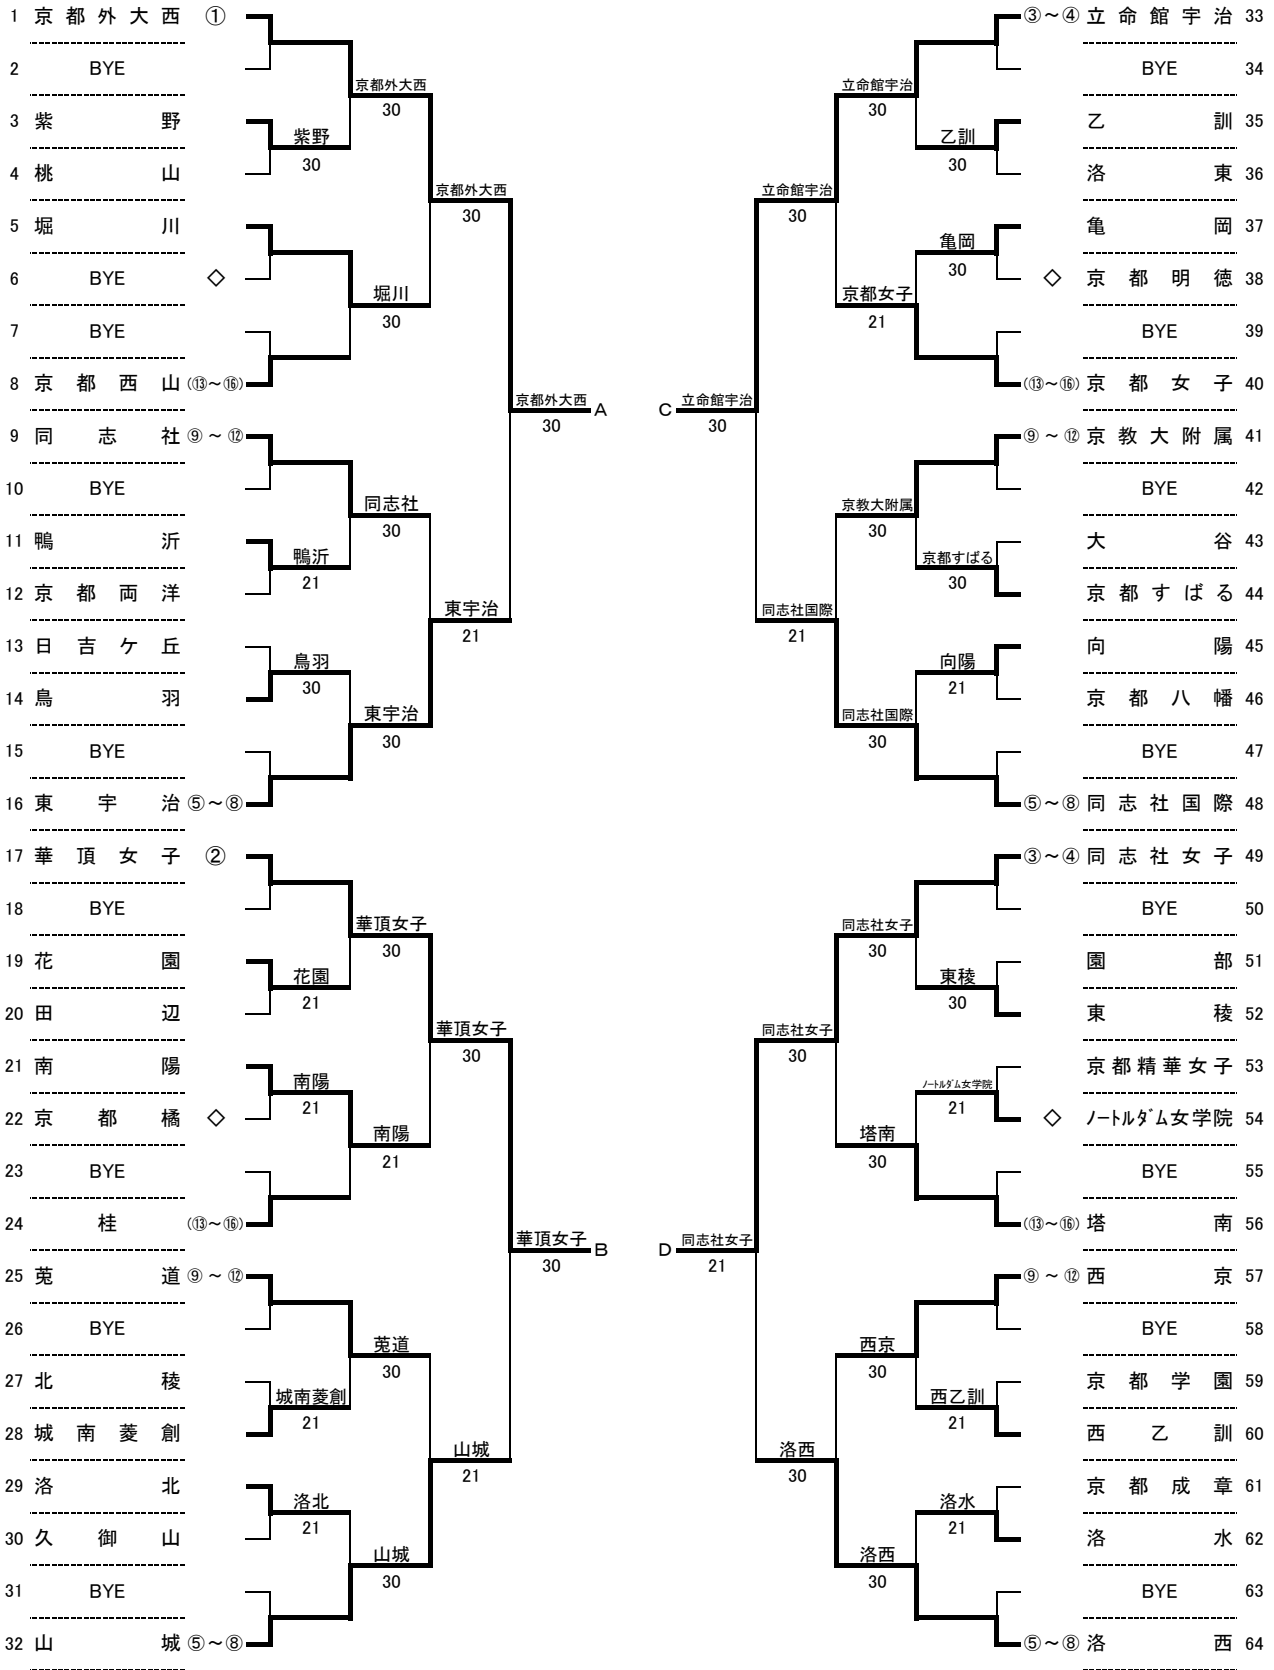 1 京都外大西 ①
2 BYE
3 紫野
4 桃山
5 堀川
6 BYE ◇
7 BYE
8 京都西山 (⑬～⑯)
9 同志社 ⑨～⑫
10 BYE
11 鴨沂
12 京都両洋
13 日吉ケ丘
14 鳥羽
15 BYE
16 東宇治 ⑤～⑧
17 華頂女子 ②
18 BYE
19 花園
20 田辺
21 南陽
22 京都橘 ◇
23 BYE
24 桂 (⑬～⑯)
25 莵道 ⑨～⑫
26 BYE
27 北稜
28 城南菱創
29 洛北
30 久御山
31 BYE
32 山城 ⑤～⑧
紫野
30
鴨沂
21
鳥羽
30
花園
21
南陽
21
城南菱創
21
洛北
21
京都外大西
30
堀川
30
同志社
30
東宇治
30
華頂女子
30
南陽
21
莵道
30
山城
30
京都外大西
30
東宇治
21
華頂女子
30
山城
21
京都外大西 A
30
華頂女子 B
30
C 立命館宇治
30
D 同志社女子
21
立命館宇治
30
同志社国際
21
同志社女子
30
洛西
30
立命館宇治
30
京都女子
21
京教大附属
30
同志社国際
30
同志社女子
30
塔南
30
西京
30
洛西
30
乙訓
30
亀岡
30
京都すばる
30
向陽
21
東稜
30
ノートルダム女学院
21
西乙訓
21
洛水
21
③～④ 立命館宇治 33
BYE 34
乙訓 35
洛東 36
亀岡 37
◇ 京都明徳 38
BYE 39
(⑬～⑯) 京都女子 40
⑨～⑫ 京教大附属 41
BYE 42
大谷 43
京都すばる 44
向陽 45
京都八幡 46
BYE 47
⑤～⑧ 同志社国際 48
③～④ 同志社女子 49
BYE 50
園部 51
東稜 52
京都精華女子 53
◇ ノートルダム女学院 54
BYE 55
(⑬～⑯) 塔南 56
⑨～⑫ 西京 57
BYE 58
京都学園 59
西乙訓 60
京都成章 61
洛水 62
BYE 63
⑤～⑧ 洛西 64